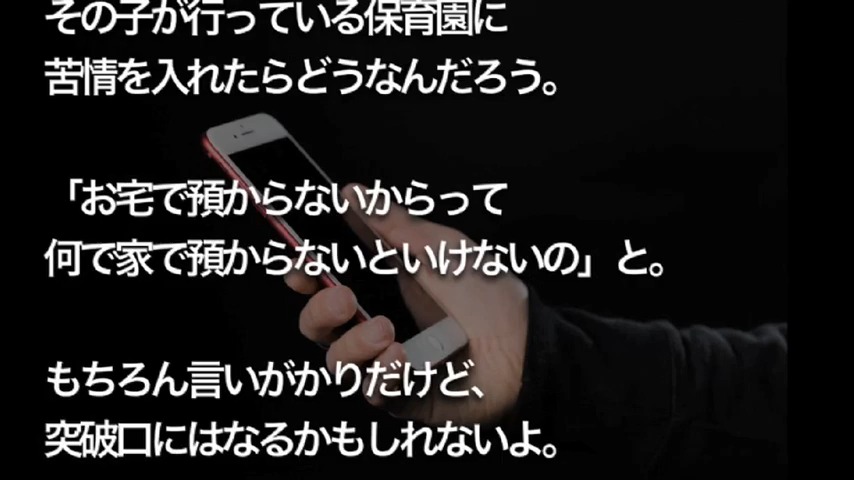 その子が行っている保育園に
苦情を入れたらどうなんだろう。
「お宅で預からないからって
何で家で預からないといけないの」と。
もちろん言いがかりだけど、
突破口にはなるかもしれないよ。